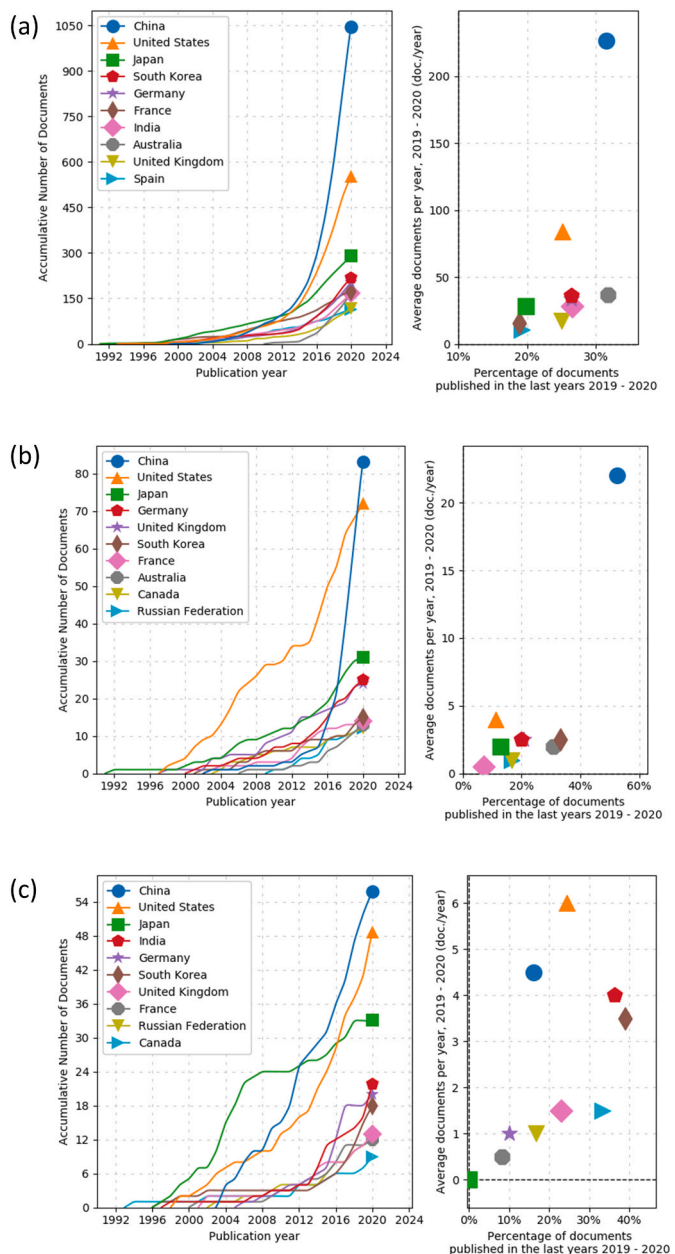 (a)
Accumulative Number of Documents
1050
900
750
600
450
300
150
0
China
United States
Japan
South Korea
Germany
France
India
Australia
United Kingdom
Spain
1992 1996 2000 2004 2008 2012 2016 2020 2024
Publication year
Average documents per year, 2019 - 2020 (doc./year)
200
150
100
50
0
10% 20% 30%
Percentage of documents
published in the last years 2019 - 2020
(b)
Accumulative Number of Documents
80
70
60
50
40
30
20
10
0
China
United States
Japan
Germany
United Kingdom
South Korea
France
Australia
Canada
Russian Federation
1992 1996 2000 2004 2008 2012 2016 2020 2024
Publication year
Average documents per year, 2019 - 2020 (doc./year)
20
15
10
5
0
0% 20% 40% 60%
Percentage of documents
published in the last years 2019 - 2020
(c)
Accumulative Number of Documents
54
48
42
36
30
24
18
12
6
0
China
United States
Japan
India
Germany
South Korea
United Kingdom
France
Russian Federation
Canada
1992 1996 2000 2004 2008 2012 2016 2020 2024
Publication year
Average documents per year, 2019 - 2020 (doc./year)
6
5
4
3
2
1
0
0% 10% 20% 30% 40%
Percentage of documents
published in the last years 2019 - 2020